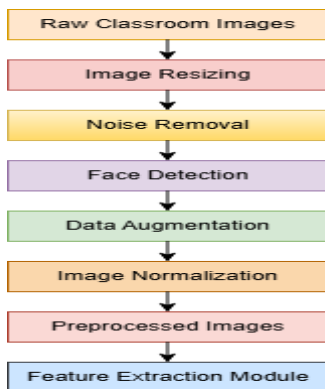 Raw Classroom Images
Image Resizing
Noise Removal
Face Detection
Data Augmentation
Image Normalization
Preprocessed Images
Feature Extraction Module